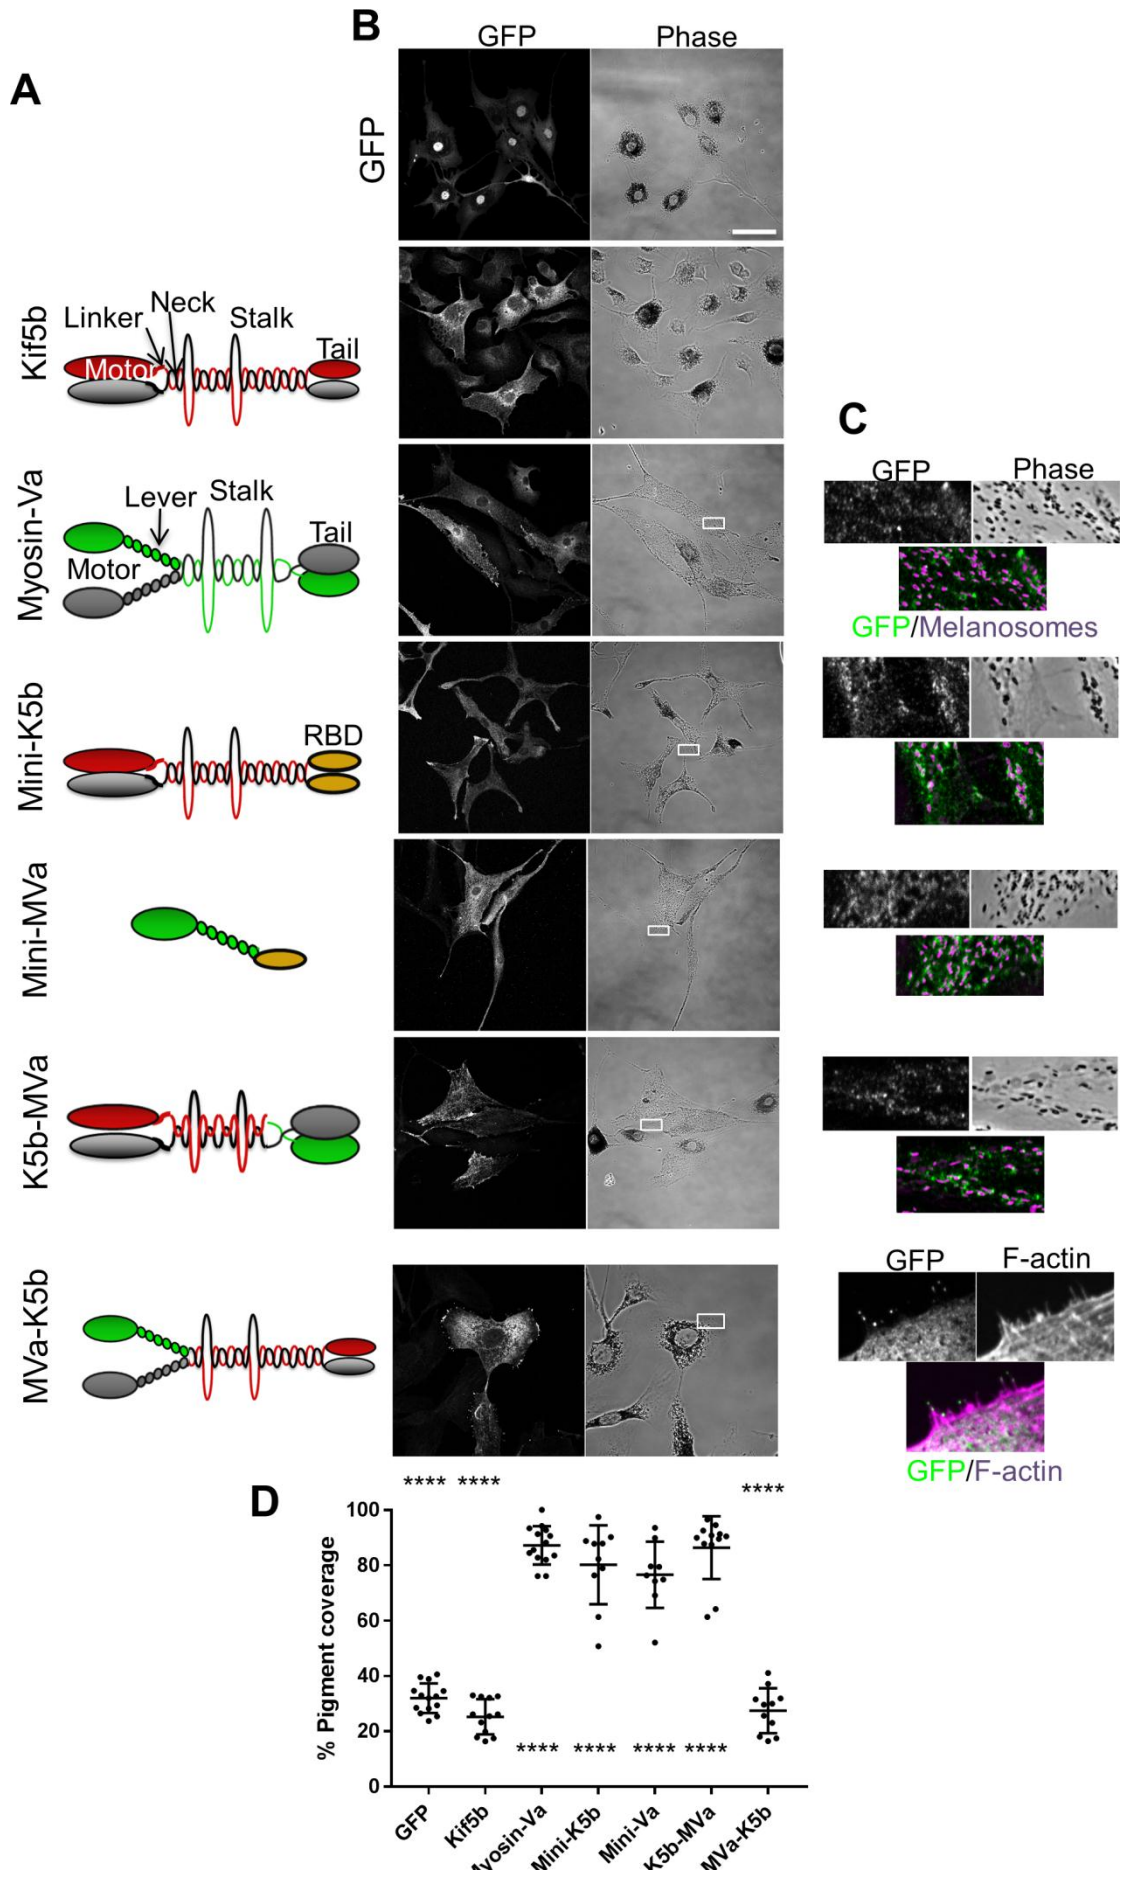 B
GFP
Phase
A
GFP
Kif5b
Linker
Neck
Stalk
Tail
Motor
C
GFP
Phase
Myosin-Va
Lever
Stalk
Tail
Motor
GFP/Melanosomes
Mini-K5b
RBD
Mini-MVa
K5b-MVa
MVa-K5b
GFP
F-actin
GFP/F-actin
D
**** ****
****
% Pigment coverage
100
80
60
40
20
0
**** **** **** ****
GFP
Kif5b
Myosin-Va
Mini-K5b
Mini-Va
K5b-MVa
MVa-K5b